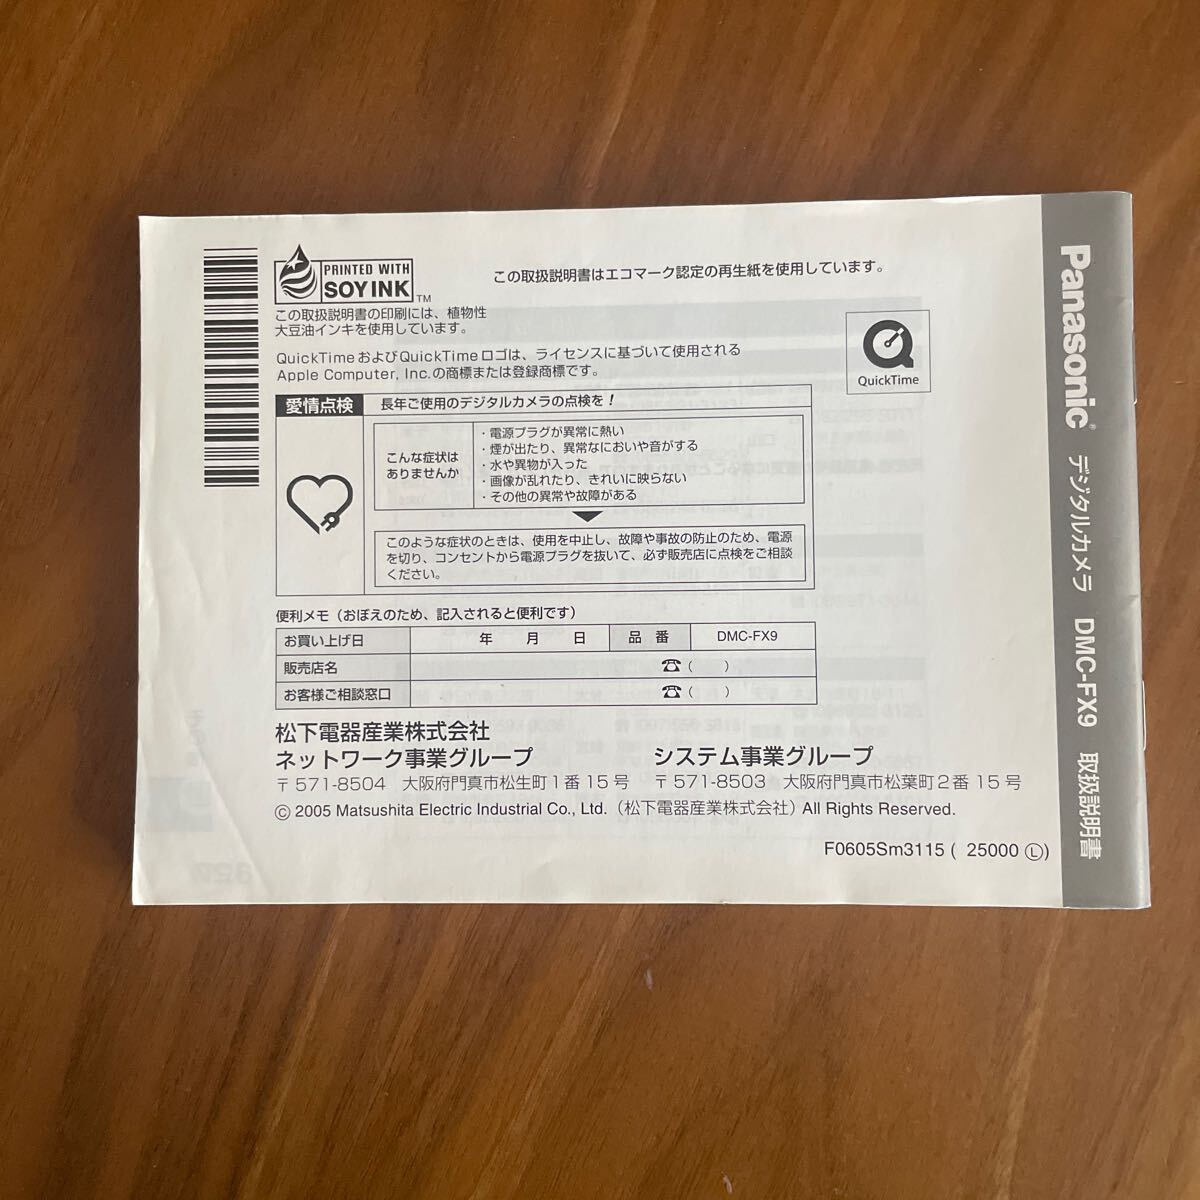 PRINTED WITH
SOY INK™
この取扱説明書の印刷には、植物性
大豆油インキを使用しています。
この取扱説明書はエコマーク認定の再生紙を使用しています。
QuickTime
QuickTimeおよびQuickTimeロゴは、ライセンスに基づいて使用される
Apple Computer, Inc.の商標または登録商標です。
愛情点検
長年ご使用のデジタルカメラの点検を!
こんな症状は
ありませんか
・電源プラグが異常に熱い
・煙が出たり、異常なにおいや音がする
・水や異物が入った
・画像が乱れたり、きれいに映らない
・その他の異常や故障がある
このような症状のときは、使用を中止し、故障や事故の防止のため、電源
を切り、コンセントから電源プラグを抜いて、必ず販売店に点検をご相談
ください。
便利メモ(おぼえのため、記入されると便利です)
お買い上げ日 年 月 日 品 番 DMC-FX9
販売店名 ☎( )
お客様ご相談窓口 ☎( )
松下電器産業株式会社
ネットワーク事業グループ
〒571-8504 大阪府門真市松生町1番15号
システム事業グループ
〒571-8503 大阪府門真市松葉町2番15号
© 2005 Matsushita Electric Industrial Co., Ltd.(松下電器産業株式会社) All Rights Reserved.
F0605Sm3115 ( 25000 Ⓛ)
Panasonic® デジタルカメラ DMC-FX9 取扱説明書